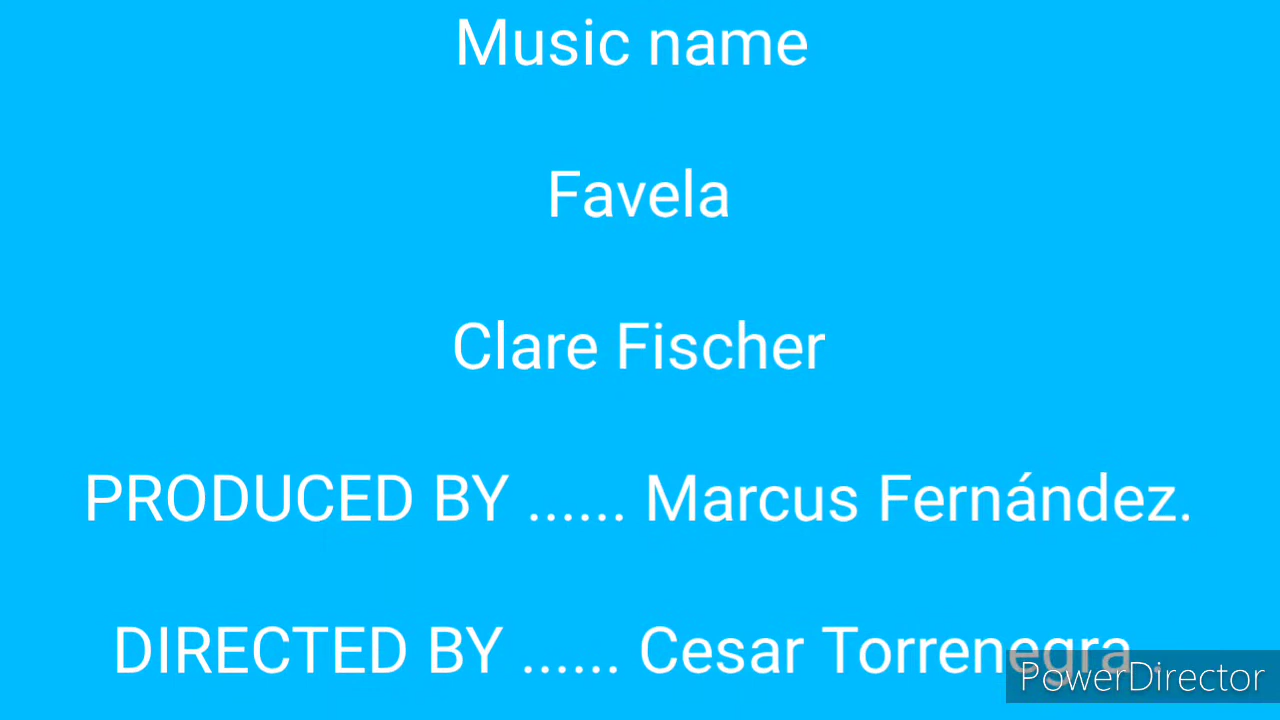 Music name
Favela
Clare Fischer
PRODUCED BY ...... Marcus Fernández.
DIRECTED BY ...... Cesar Torrenegra .
PowerDirector